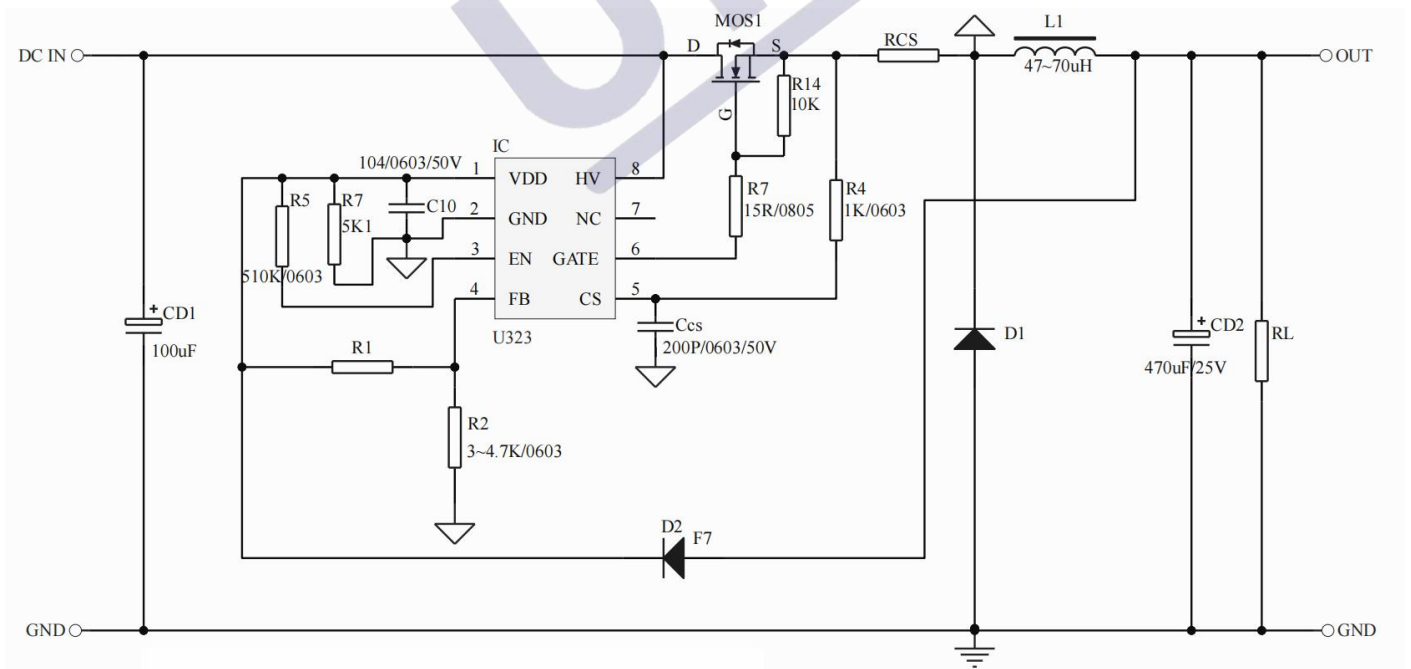 MOS1
L1
DC IN
D
S
RCS
47~70uH
OUT
R14
10K
G
IC
104/0603/50V
1
VDD
HV
8
R5
R7
C10
5K1
2
GND
NC
7
R7
15R/0805
R4
1K/0603
3
EN
GATE
6
510K/0603
4
FB
CS
5
U323
Ccs
200P/0603/50V
+
CD1
100uF
R1
D1
+
CD2
470uF/25V
RL
R2
3~4.7K/0603
D2
F7
GND
GND